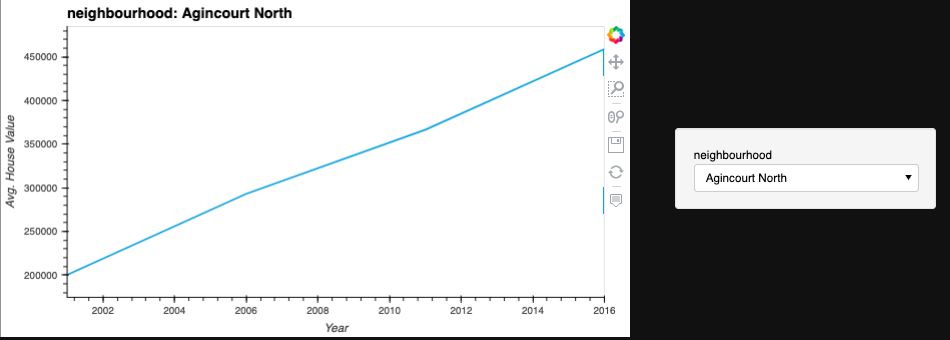 neighbourhood: Agincourt North
450000
400000
350000
300000
250000
200000
Avg. House Value
2002 2004 2006 2008 2010 2012 2014 2016
Year
neighbourhood
Agincourt North